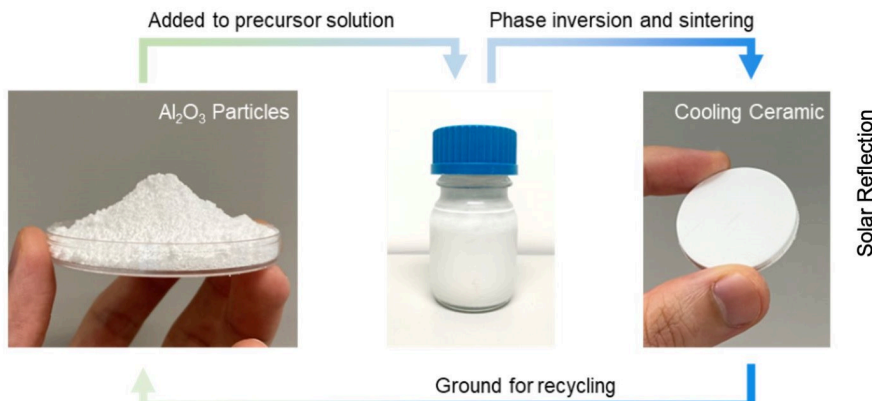 Added to precursor solution
Phase inversion and sintering
Al₂O₃ Particles
Cooling Ceramic
Solar Reflection
Ground for recycling